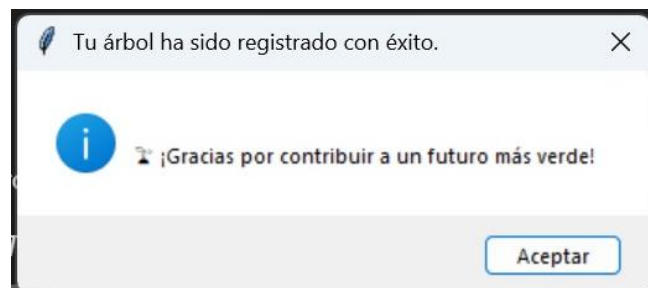 Tu árbol ha sido registrado con éxito.
¡Gracias por contribuir a un futuro más verde!
Aceptar